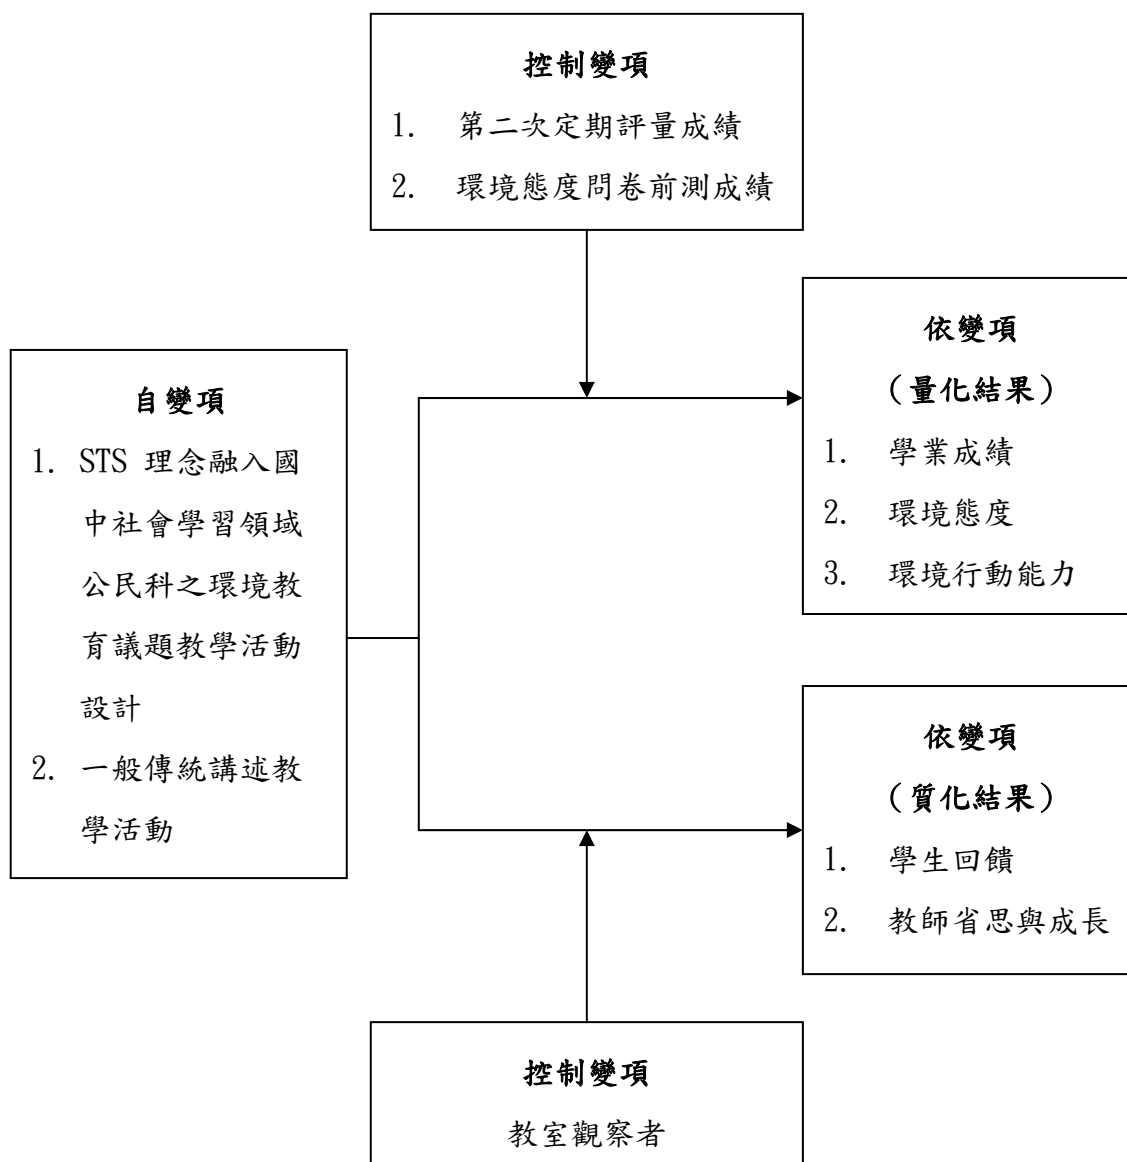 控制變項
1. 第二次定期評量成績
2. 環境態度問卷前測成績
自變項
1. STS 理念融入國
中社會學習領域
公民科之環境教
育議題教學活動
設計
2. 一般傳統講述教
學活動
依變項
（量化結果）
1. 學業成績
2. 環境態度
3. 環境行動能力
依變項
（質化結果）
1. 學生回饋
2. 教師省思與成長
控制變項
教室觀察者